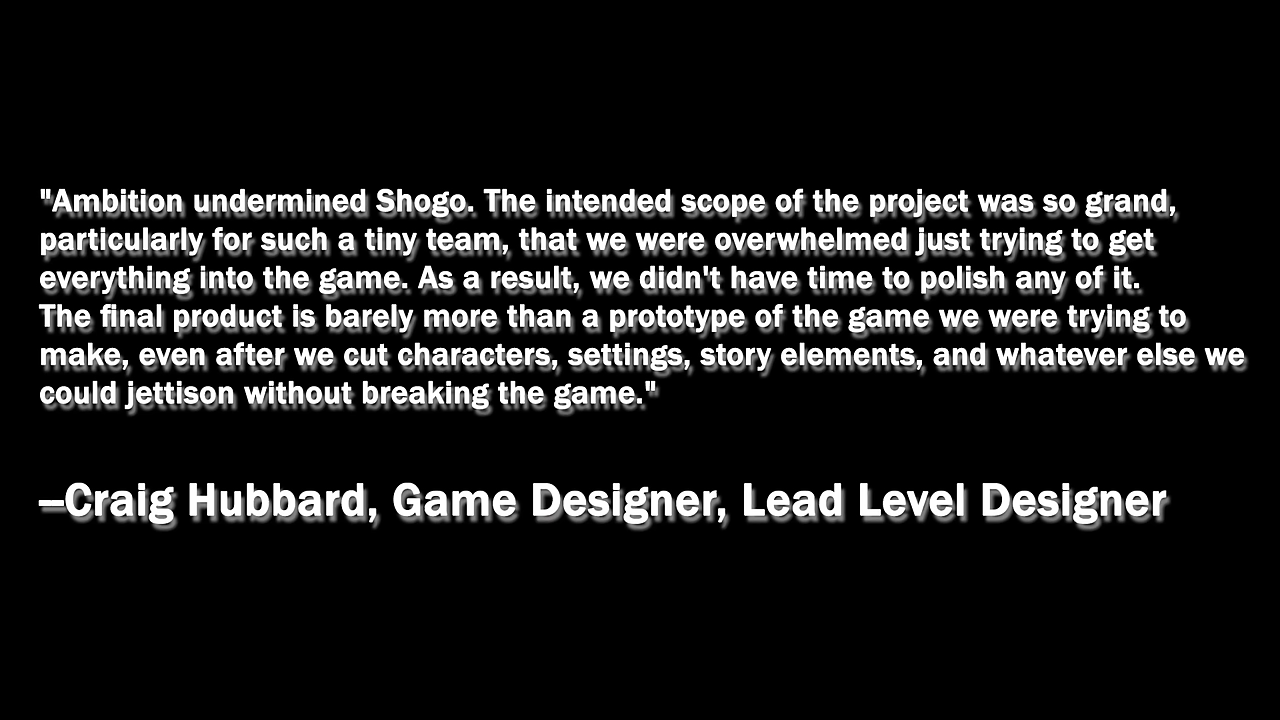 "Ambition undermined Shogo. The intended scope of the project was so grand,
particularly for such a tiny team, that we were overwhelmed just trying to get
everything into the game. As a result, we didn't have time to polish any of it.
The final product is barely more than a prototype of the game we were trying to
make, even after we cut characters, settings, story elements, and whatever else we
could jettison without breaking the game."
–Craig Hubbard, Game Designer, Lead Level Designer